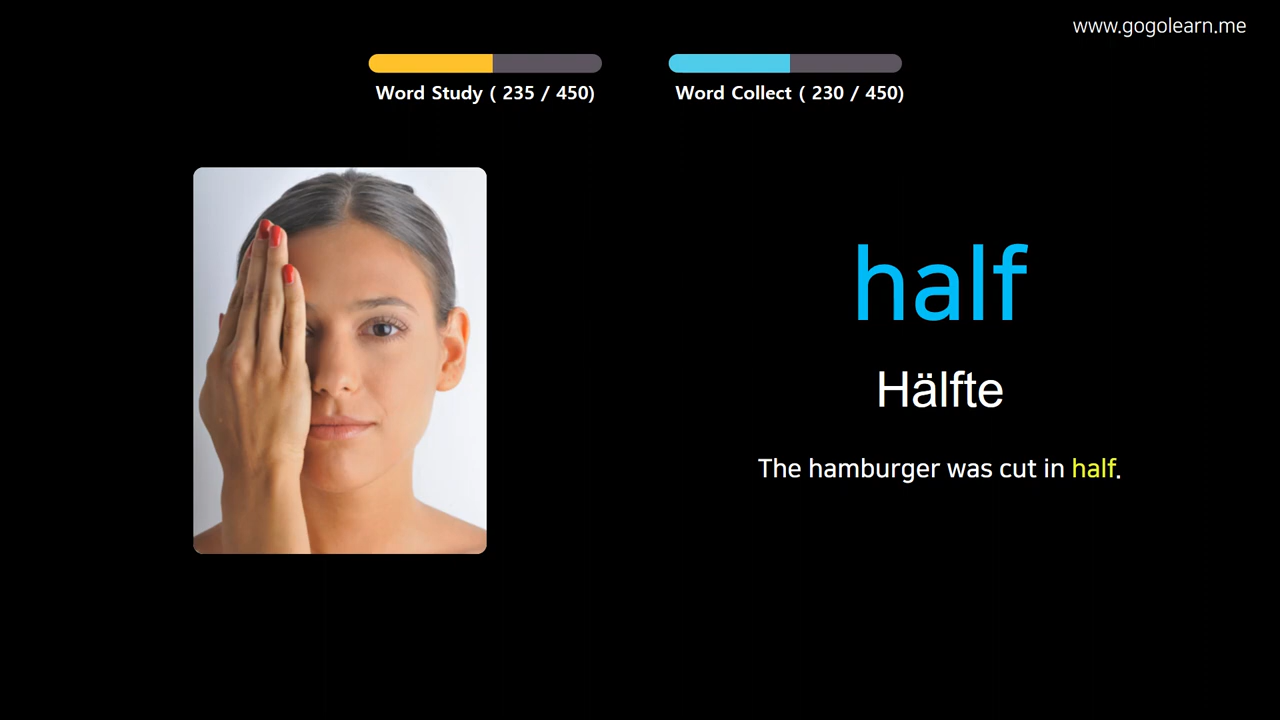 www.gogolearn.me
Word Study ( 235 / 450)
Word Collect ( 230 / 450)
half
Hälfte
The hamburger was cut in half.